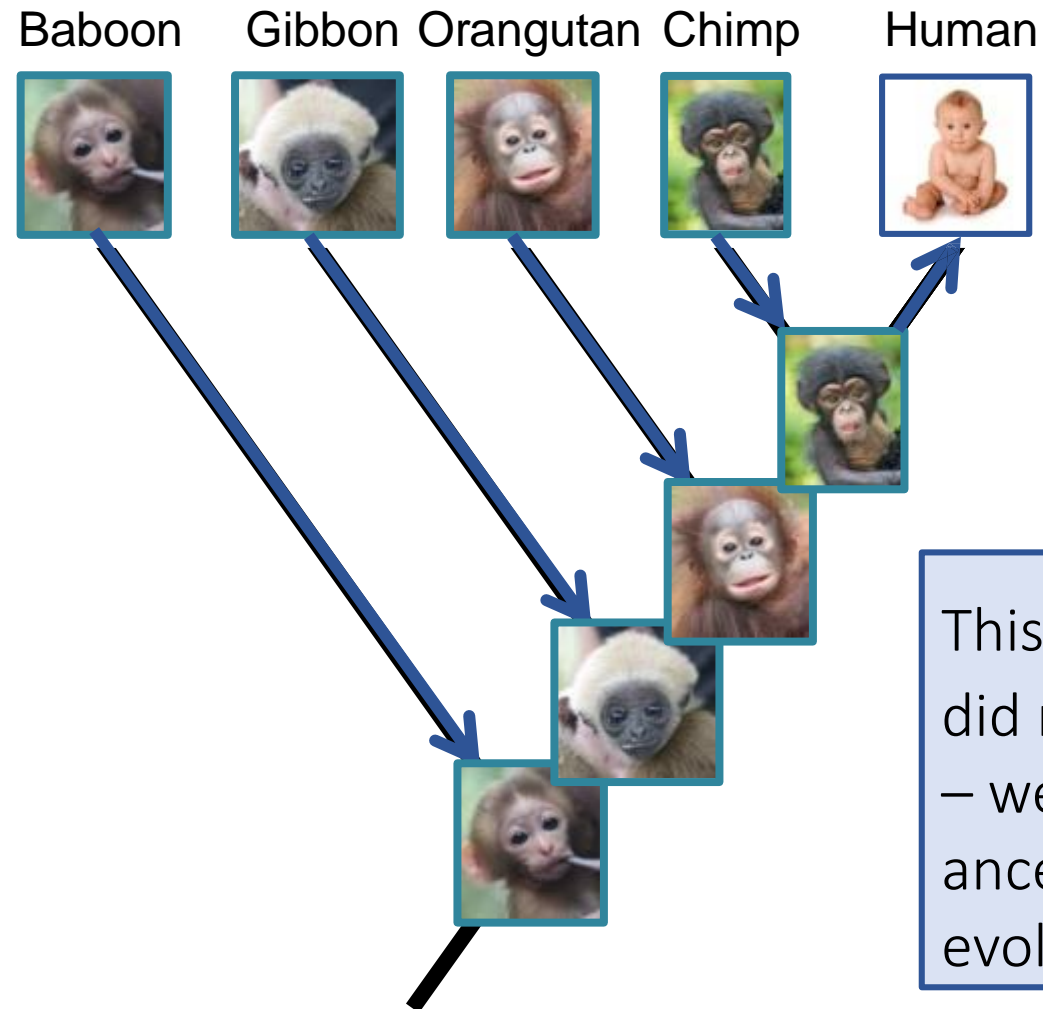 Baboon Gibbon Orangutan Chimp Human
This
did
– we
ance
evol